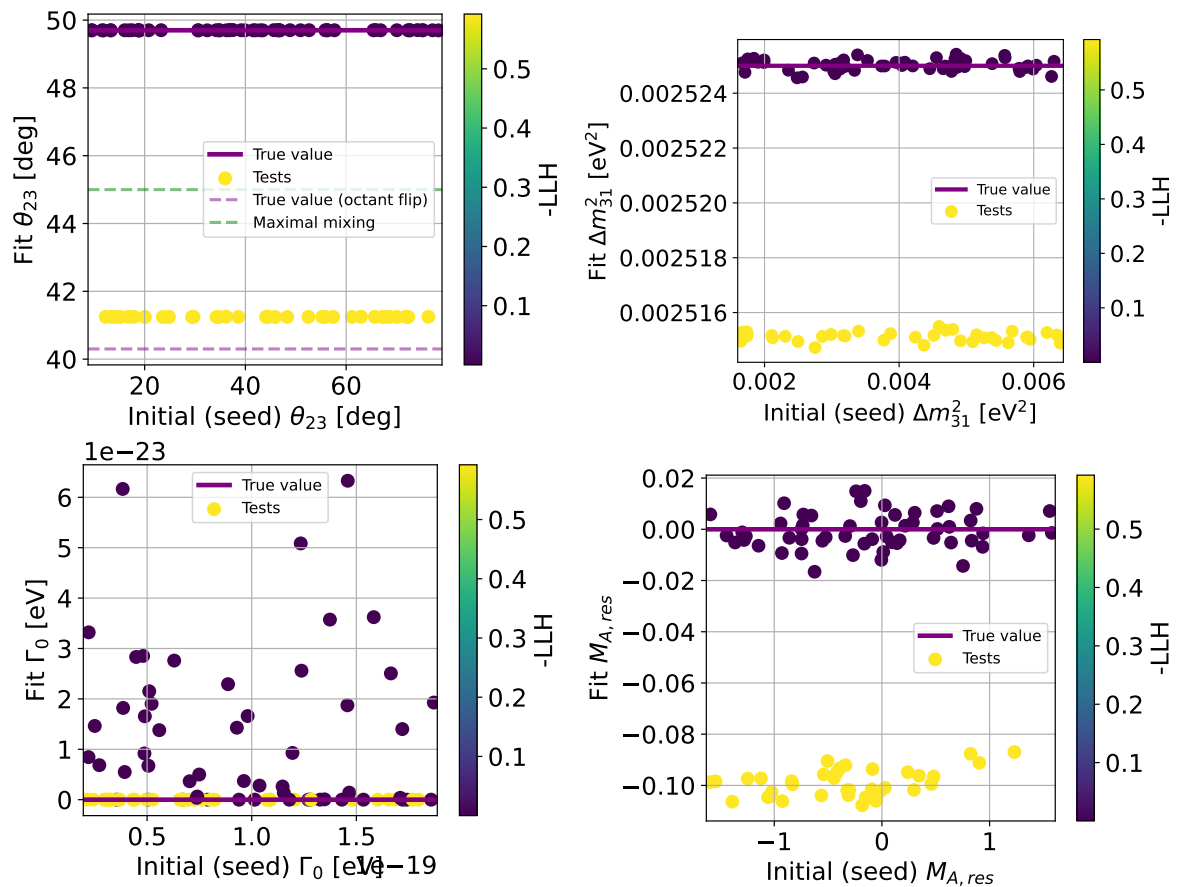 50
48
46
44
42
40
Fit θ23 [deg]
True value
Tests
True value (octant flip)
Maximal mixing
20
40
60
Initial (seed) θ23 [deg]
0.5
0.4
0.3
0.2
0.1
-LLH
0.002524
0.002522
0.002520
0.002518
0.002516
Fit Δm²31 [eV²]
True value
Tests
0.002
0.004
0.006
Initial (seed) Δm²31 [eV²]
0.5
0.4
0.3
0.2
0.1
-LLH
1e−23
6
5
4
3
2
1
0
Fit Γ0 [eV]
True value
Tests
0.5
1.0
1.5
Initial (seed) Γ0 [eV]
1e−19
0.5
0.4
0.3
0.2
0.1
-LLH
0.02
0.00
−0.02
−0.04
−0.06
−0.08
−0.10
Fit MA,res
True value
Tests
−1
0
1
Initial (seed) MA,res
0.5
0.4
0.3
0.2
0.1
-LLH